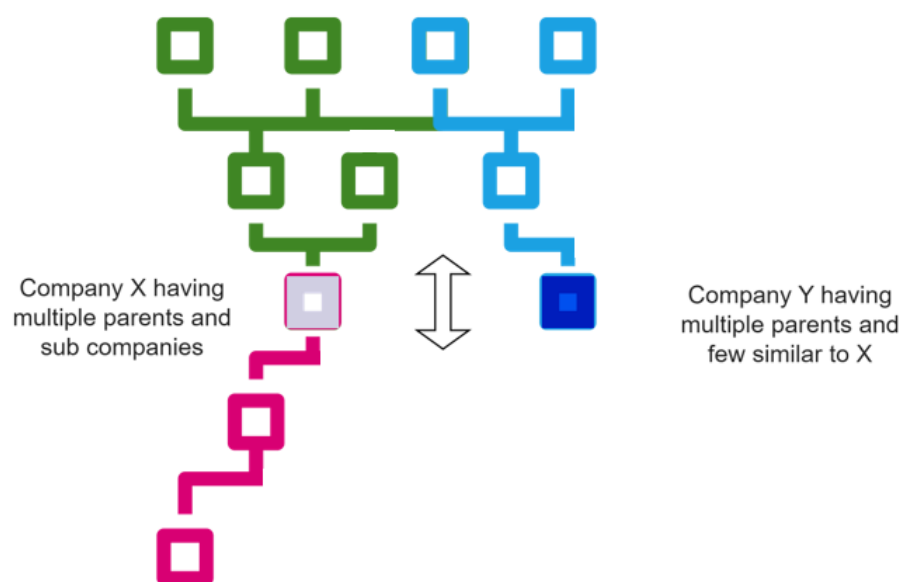 Company X having
multiple parents and
sub companies
Company Y having
multiple parents and
few similar to X